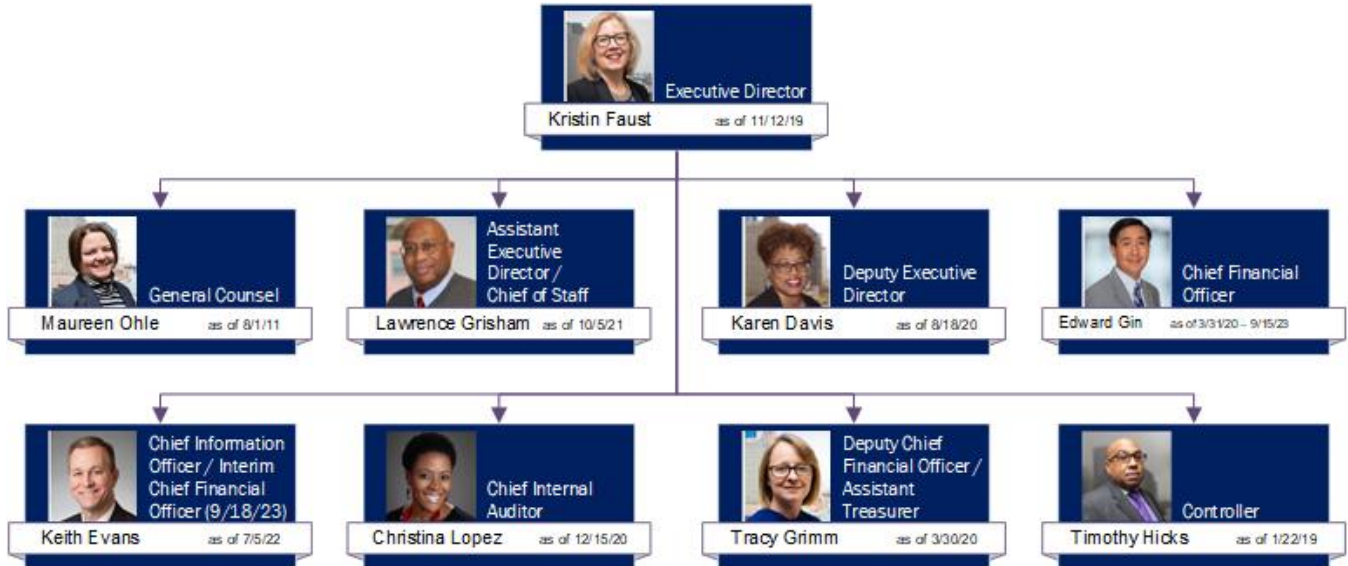 Executive Director
Kristin Faust as of 11/12/19
General Counsel
Maureen Ohle as of 8/1/11
Assistant
Executive
Director /
Chief of Staff
Lawrence Grisham as of 10/5/21
Deputy Executive
Director
Karen Davis as of 8/18/20
Chief Financial
Officer
Edward Gin as of 3/31/20 – 9/15/23
Chief Information
Officer / Interim
Chief Financial
Officer (9/18/23)
Keith Evans as of 7/5/22
Chief Internal
Auditor
Christina Lopez as of 12/15/20
Deputy Chief
Financial Officer /
Assistant
Treasurer
Tracy Grimm as of 3/30/20
Controller
Timothy Hicks as of 1/22/19